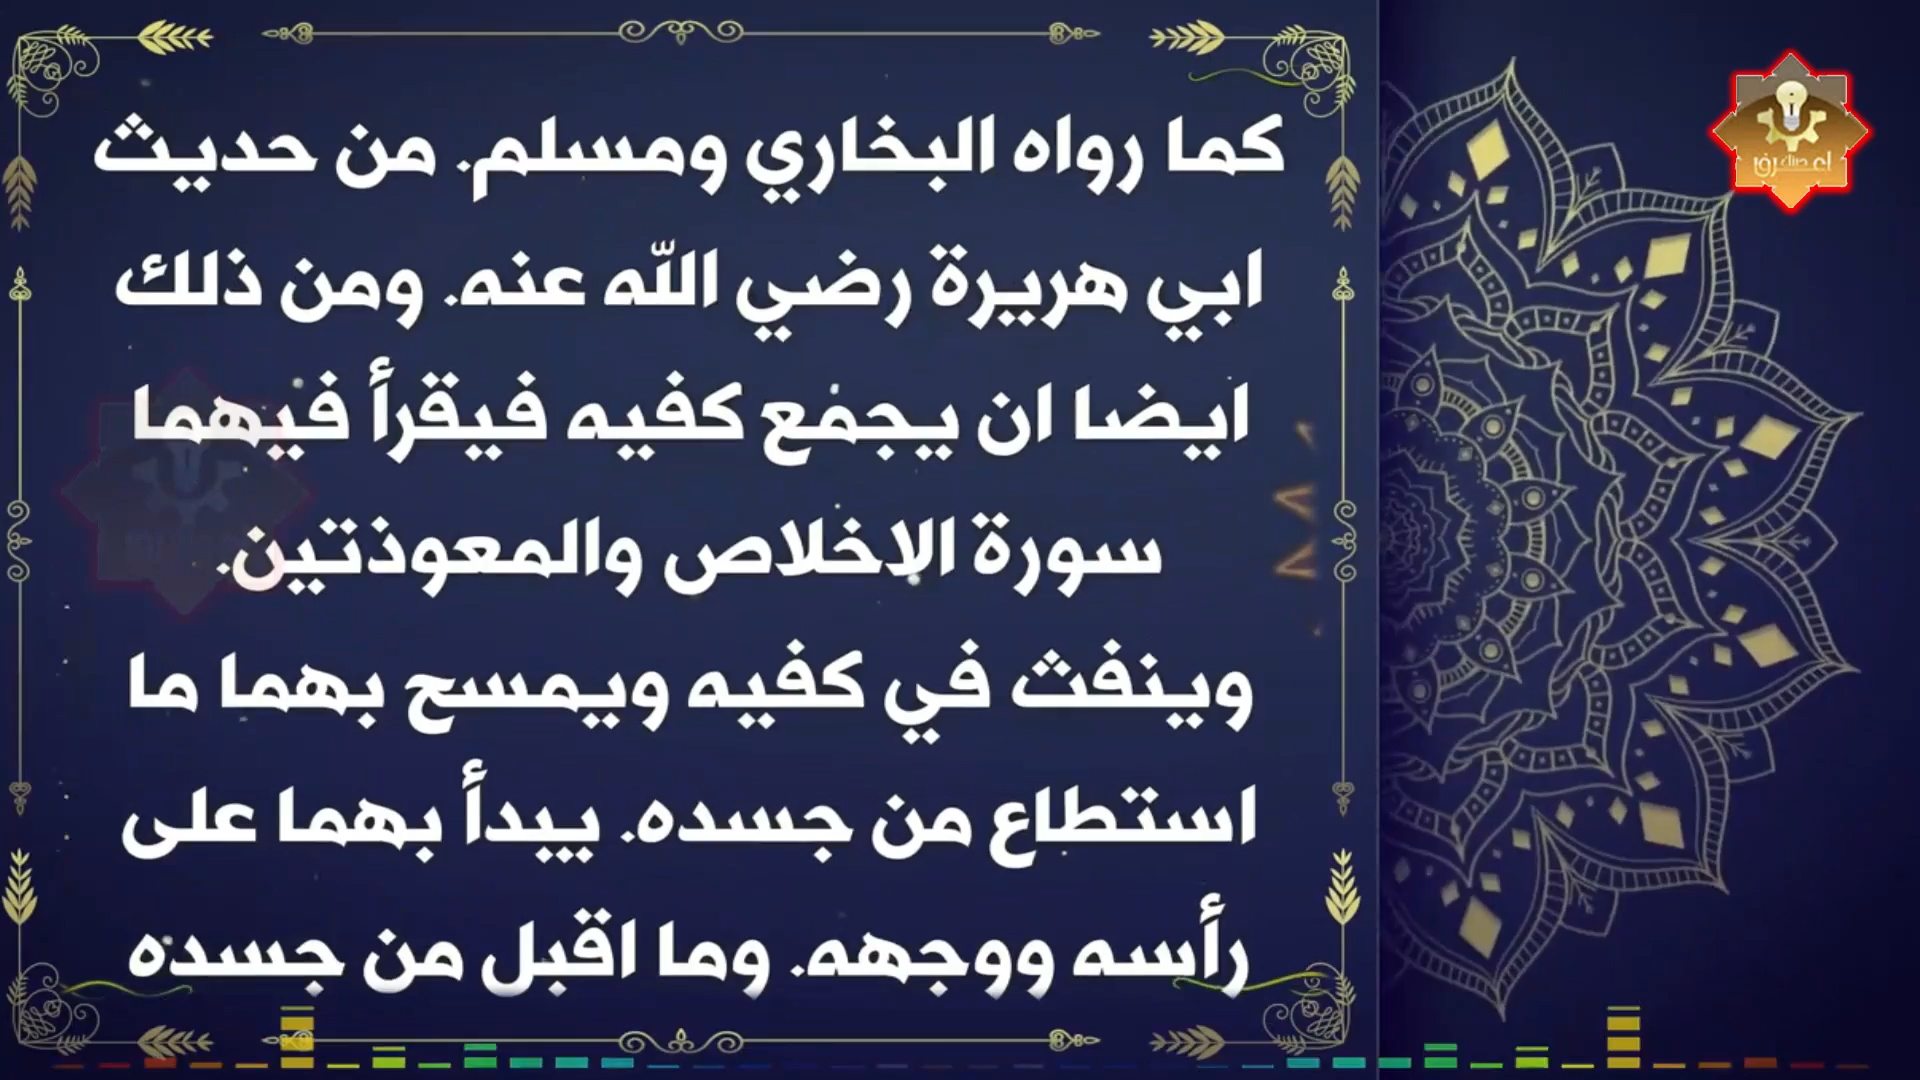 كما رواه البخاري ومسلم. من حديث
ابي هريرة رضي الله عنه. ومن ذلك
ايضا ان يجمع كفيه فيقرأ فيهما
سورة الاخلاص والمعوذتين.
وينفث في كفيه ويمسح بهما ما
استطاع من جسده. يبدأ بهما على
رأسه ووجهه. وما اقبل من جسده